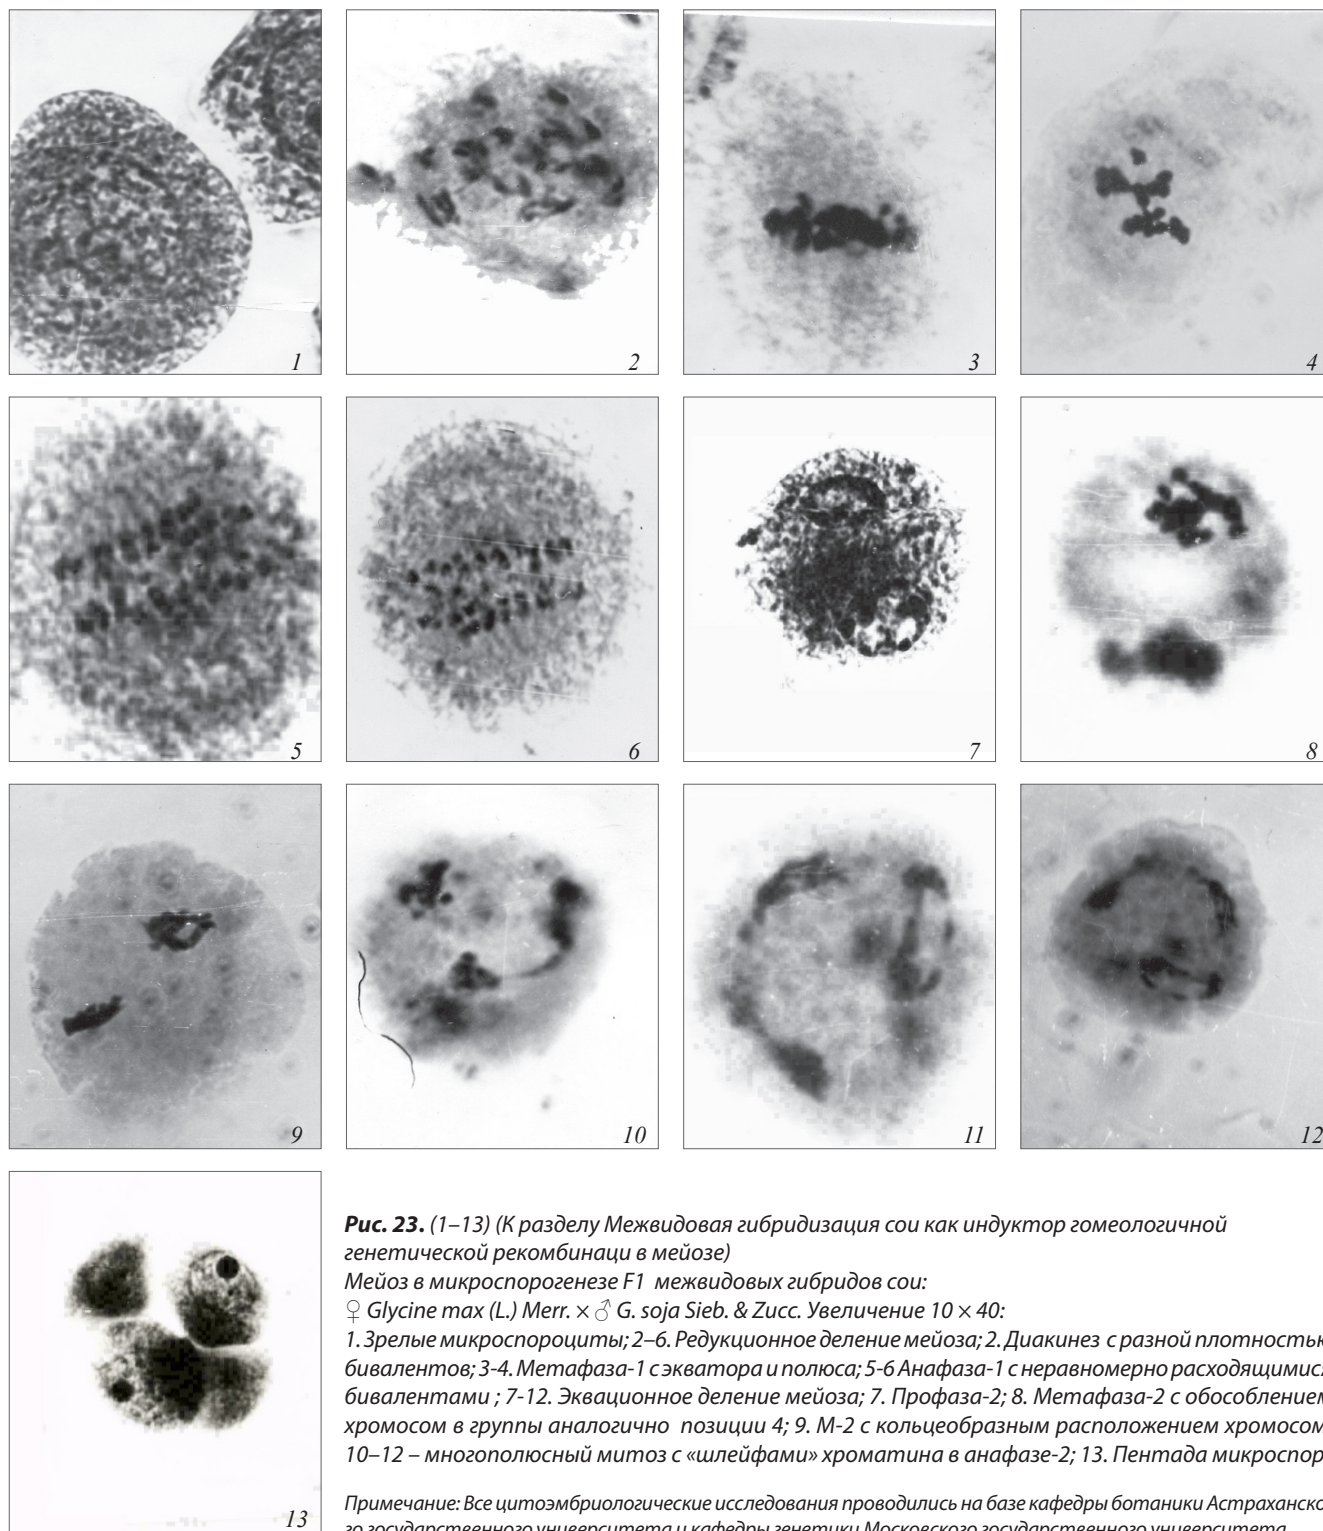 1
2
3
4
5
6
7
8
9
10
11
12
13
Рис. 23. (1–13) (К разделу Межвидовая гибридизация сои как индуктор гомеологичной
генетической рекомбинаци в мейозе)
Мейоз в микроспорогенезе F1 межвидовых гибридов сои:
♀ Glycine max (L.) Merr. × ♂ G. soja Sieb. & Zucc. Увеличение 10 × 40:
1. Зрелые микроспороциты; 2–6. Редукционное деление мейоза; 2. Диакинез с разной плотностью
бивалентов; 3-4. Метафаза-1 с экватора и полюса; 5-6 Анафаза-1 с неравномерно расходящимися
бивалентами ; 7-12. Эквационное деление мейоза; 7. Профаза-2; 8. Метафаза-2 с обособлением
хромосом в группы аналогично позиции 4; 9. М-2 с кольцеобразным расположением хромосом
10–12 – многополюсный митоз с «шлейфами» хроматина в анафазе-2; 13. Пентада микроспор
Примечание: Все цитоэмбриологические исследования проводились на базе кафедры ботаники Астраханско
го государственного университета и кафедры генетики Московского государственного университета